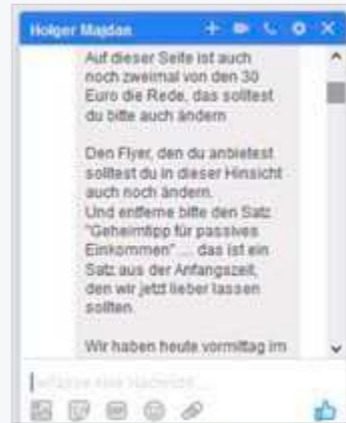 Holger Majdan
Auf dieser Seite ist auch
noch zweimal von den 30
Euro die Rede, das solltest
du bitte auch ändern
Den Flyer, den du anbietest
solltest du in dieser Hinsicht
auch noch ändern.
Und entferne bitte den Satz
"Geheimtipp für passives
Einkommen" ... das ist ein
Satz aus der Anfangszeit,
den wir jetzt lieber lassen
sollten.
Wir haben heute vormittag im
eine Nachricht...